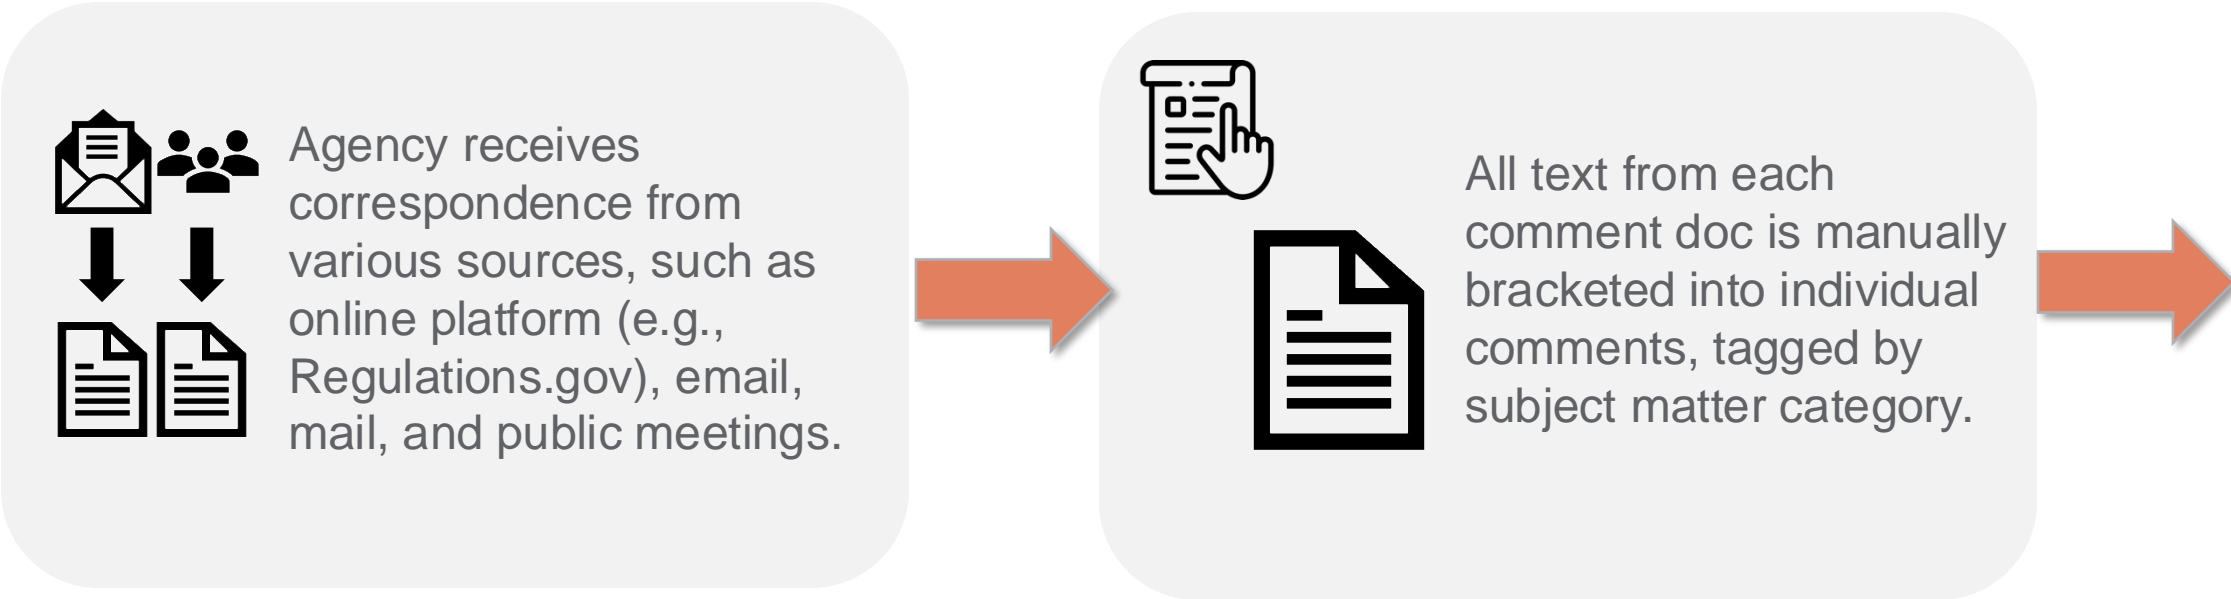 Agency receives
correspondence from
various sources, such as
online platform (e.g.,
Regulations.gov), email,
mail, and public meetings.
All text from each
comment doc is manually
bracketed into individual
comments, tagged by
subject matter category.